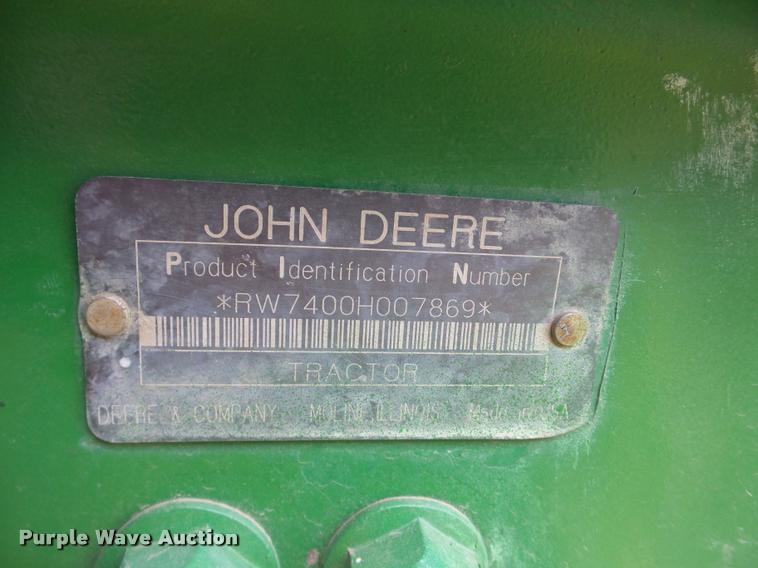 JOHN DEERE
Product Identification Number
*RW7400H007869*
TRACTOR
DEERE & COMPANY MOLINE, ILLINOIS Made in USA
Purple Wave Auction